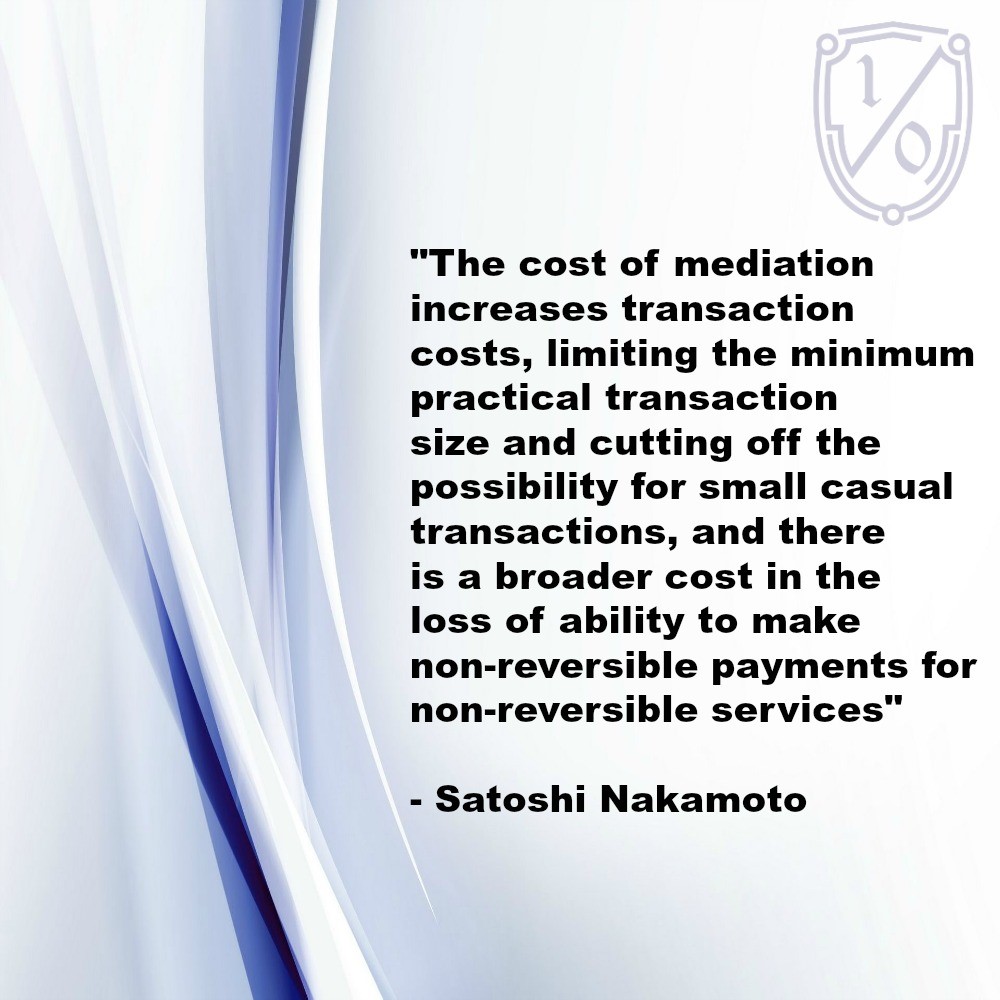 1/0
"The cost of mediation
increases transaction
costs, limiting the minimum
practical transaction
size and cutting off the
possibility for small casual
transactions, and there
is a broader cost in the
loss of ability to make
non-reversible payments for
non-reversible services"
- Satoshi Nakamoto